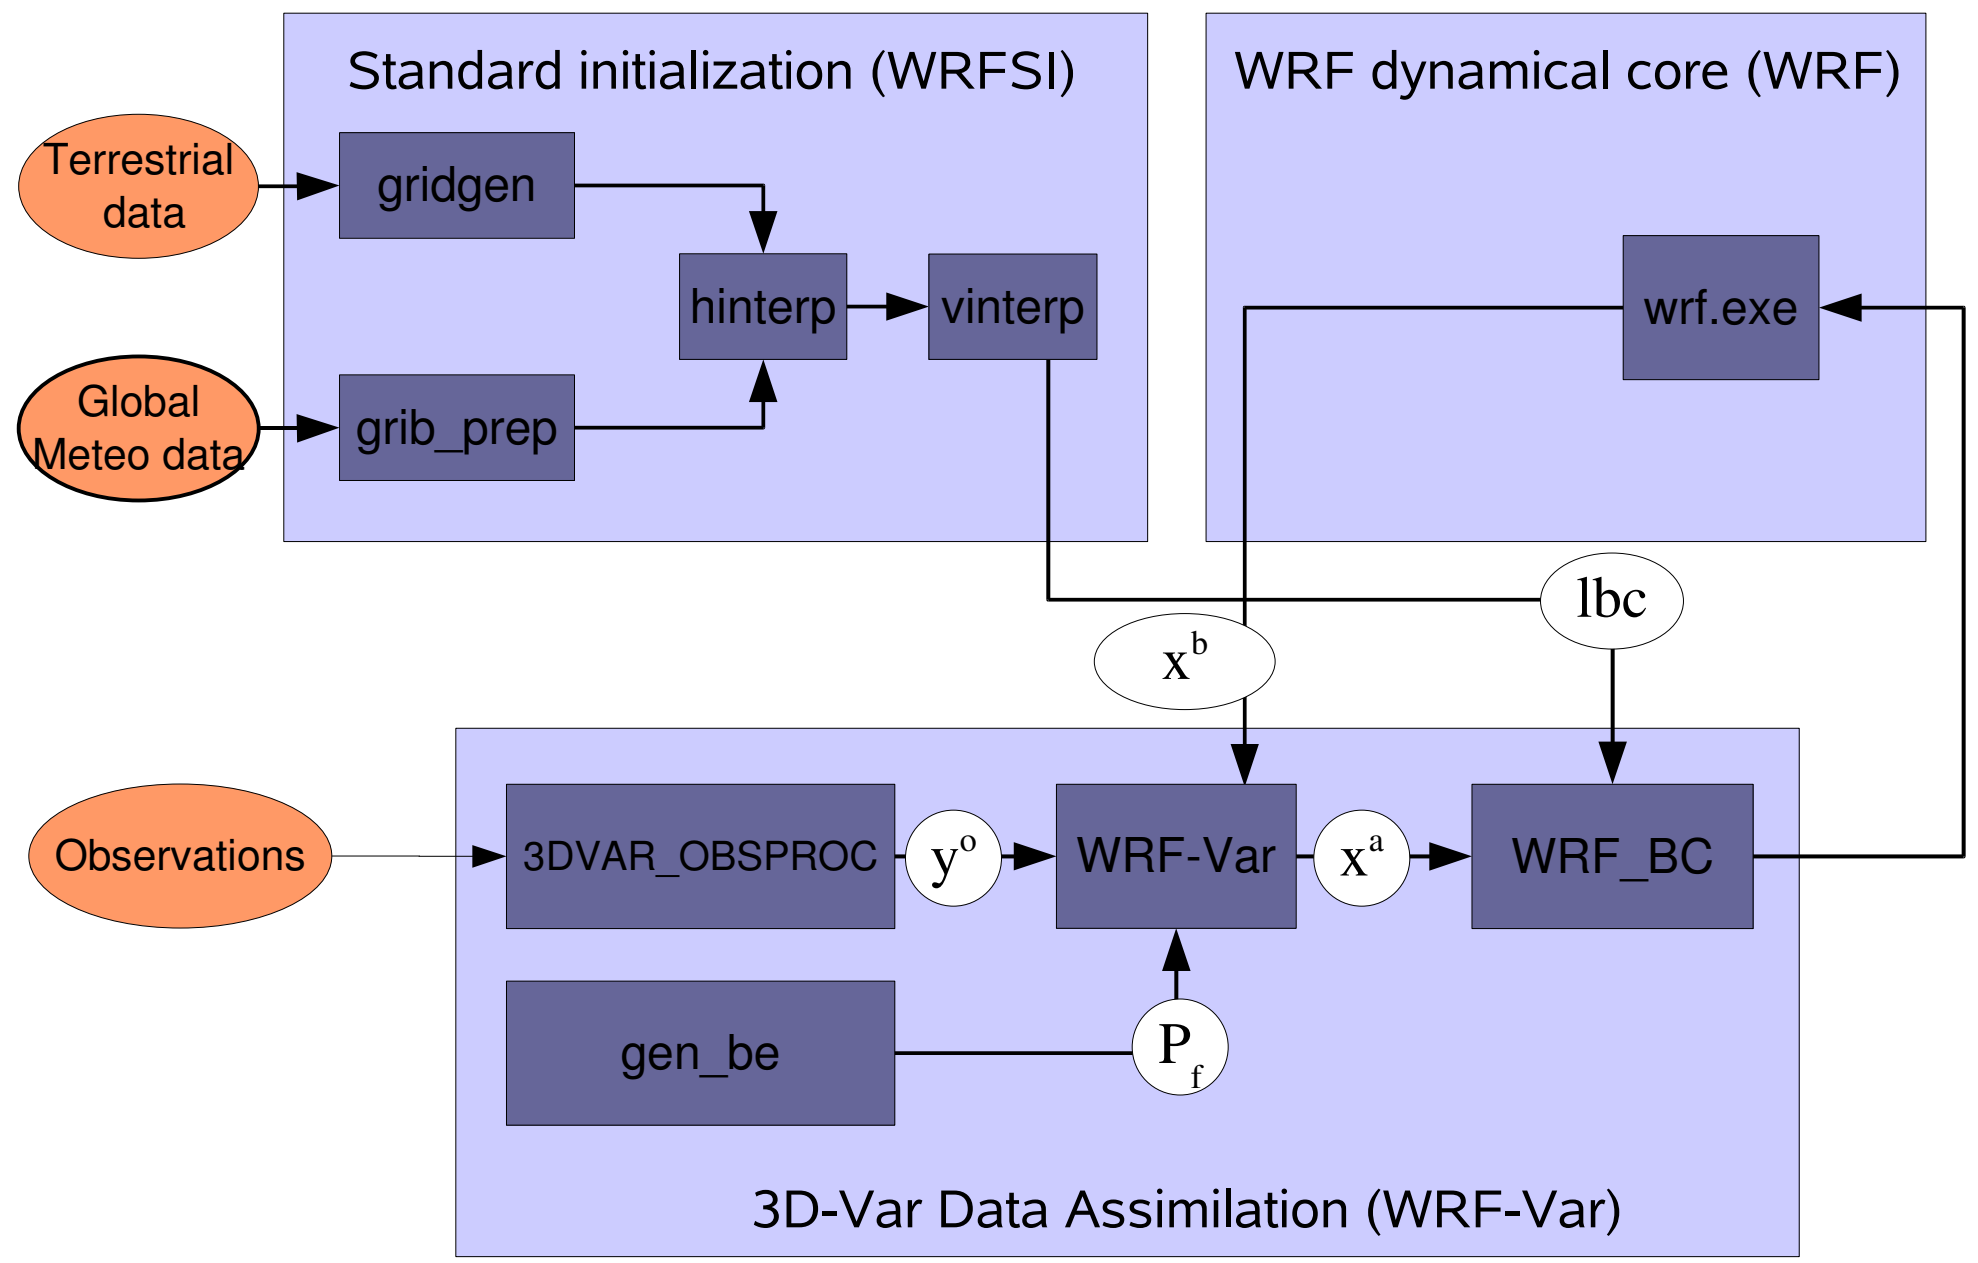 Standard initialization (WRFSI)
WRF dynamical core (WRF)
Terrestrial
data
gridgen
hinterp
vinterp
wrf.exe
Global
Meteo data
grib_prep
lbc
x^b
Observations
3DVAR_OBSPROC
y^o
WRF-Var
x^a
WRF_BC
gen_be
P_f
3D-Var Data Assimilation (WRF-Var)